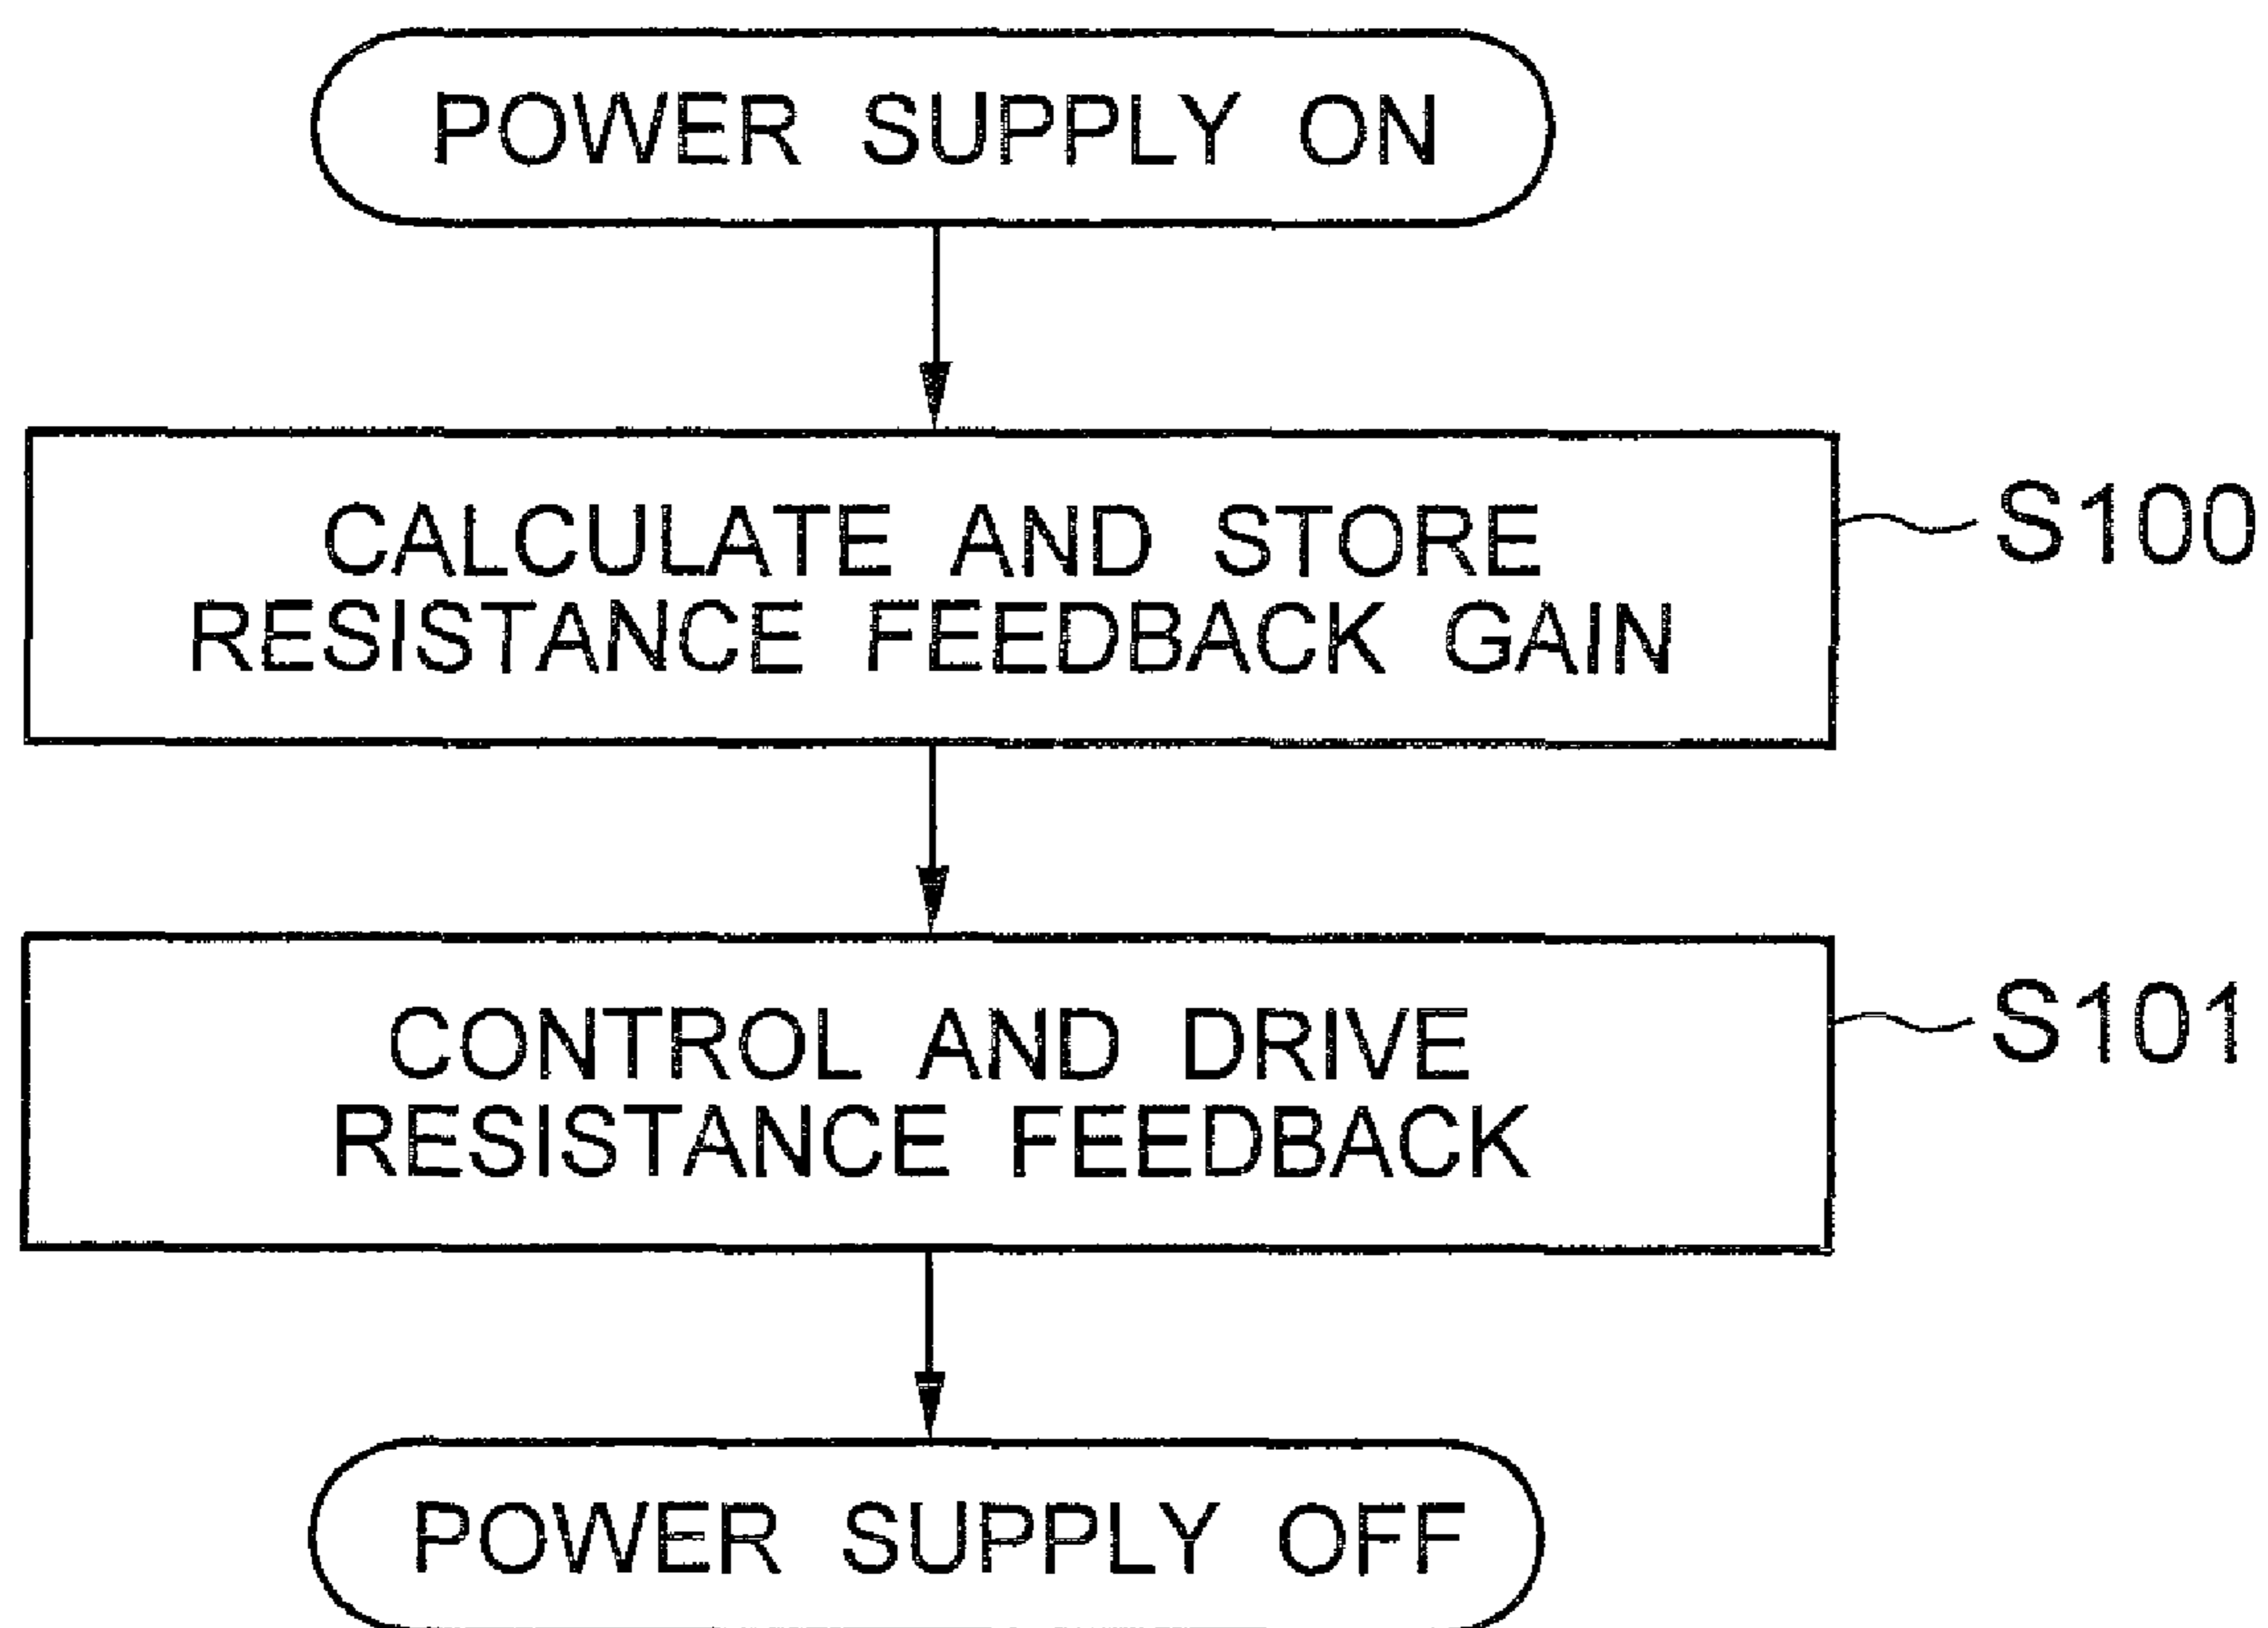 POWER SUPPLY ON
CALCULATE AND STORE
RESISTANCE FEEDBACK GAIN
S100
CONTROL AND DRIVE
RESISTANCE FEEDBACK
S101
POWER SUPPLY OFF